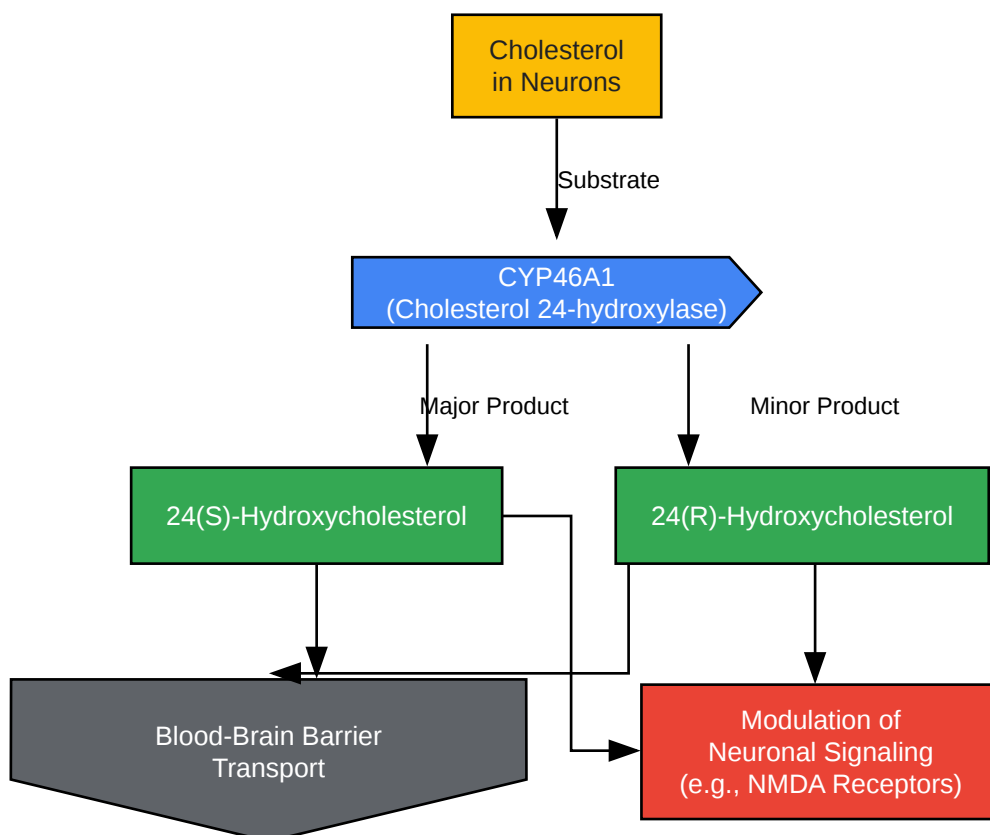 Cholesterol
in Neurons
Substrate
CYP46A1
(Cholesterol 24-hydroxylase)
Major Product
Minor Product
24(S)-Hydroxycholesterol
24(R)-Hydroxycholesterol
Blood-Brain Barrier
Transport
Modulation of
Neuronal Signaling
(e.g., NMDA Receptors)